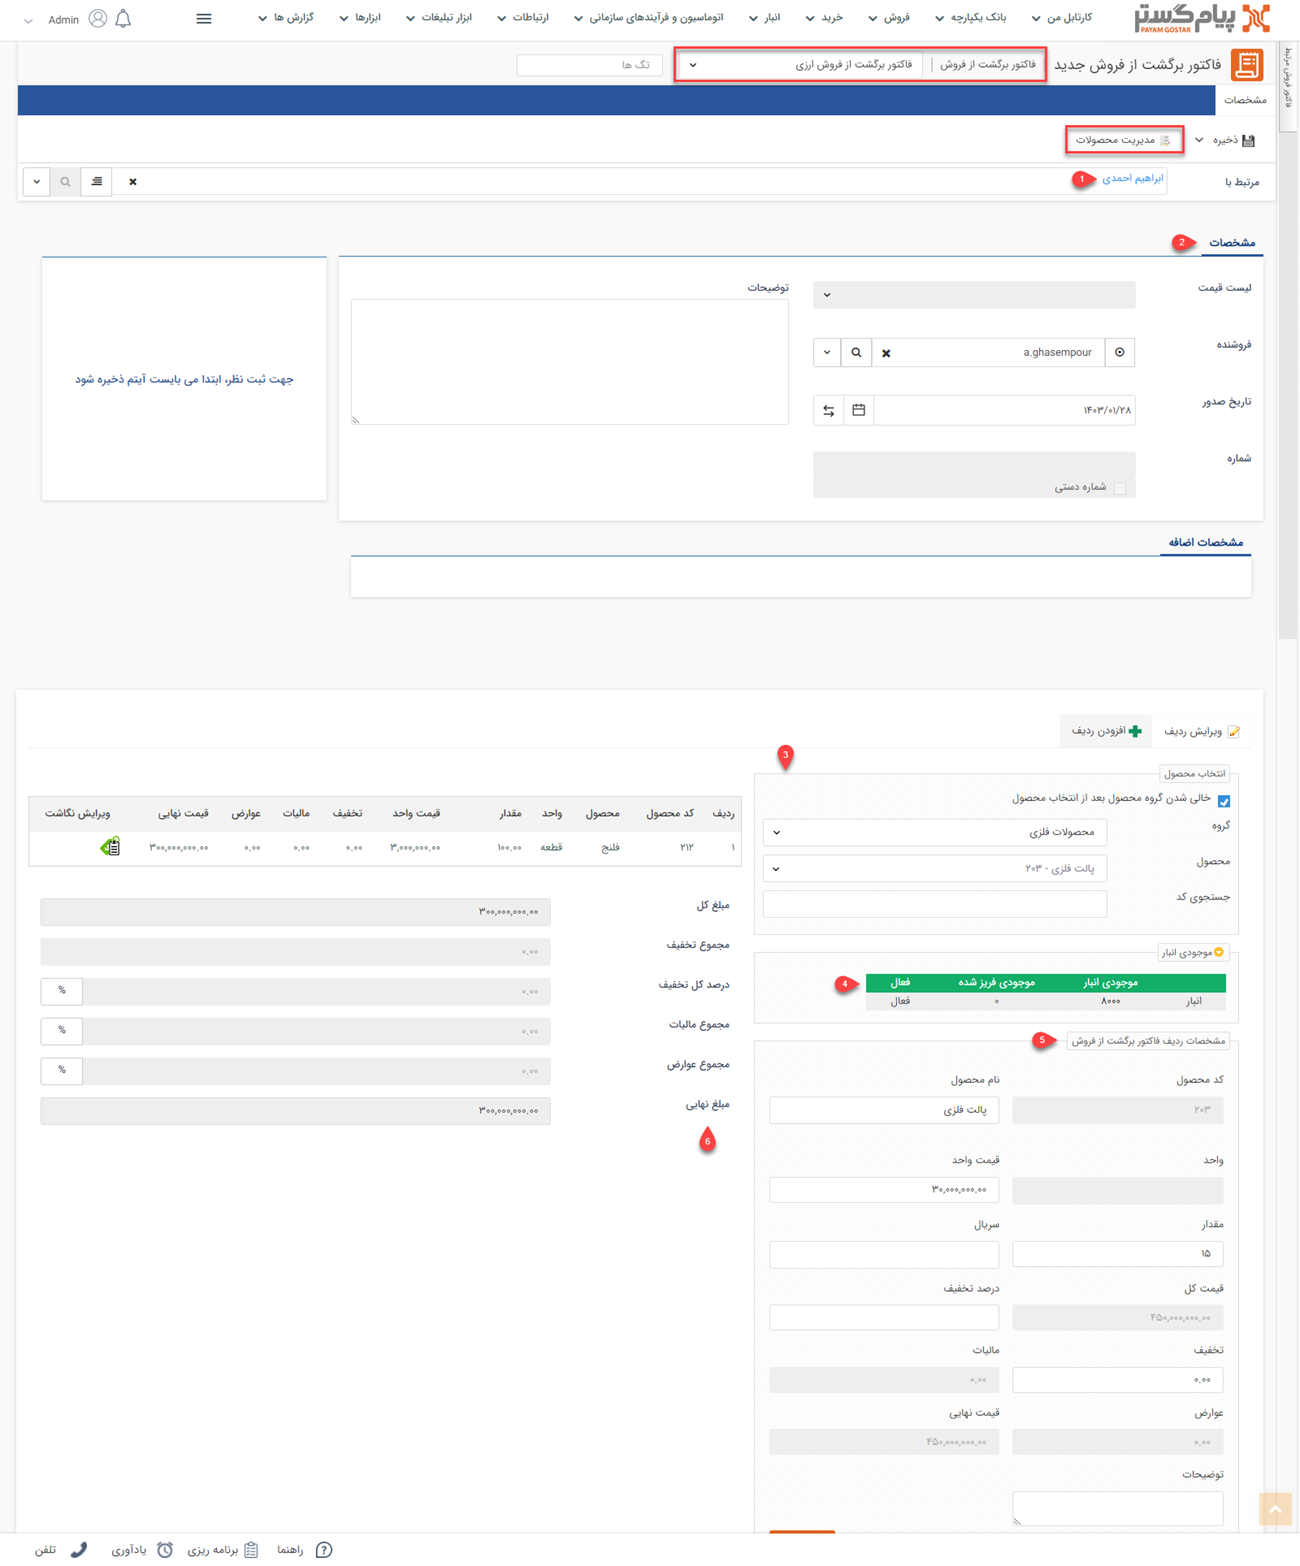 پیام گستر
PAYAM GOSTAR
کارتابل من
بانک یکپارچه
فروش
خرید
انبار
اتوماسیون و فرآیندهای سازمانی
ارتباطات
ابزار تبلیغات
ابزارها
گزارش ها
Admin
فاکتور فروش مرتبط
فاکتور برگشت از فروش جدید
فاکتور برگشت از فروش
فاکتور برگشت از فروش ارزی
تگ ها
مشخصات
ذخیره
مدیریت محصولات
مرتبط با
ابراهیم احمدی
1
مشخصات
2
لیست قیمت
توضیحات
فروشنده
a.ghasempour
جهت ثبت نظر، ابتدا می بایست آیتم ذخیره شود
تاریخ صدور
۱۴۰۳/۰۱/۲۸
شماره
شماره دستی
مشخصات اضافه
ویرایش ردیف
افزودن ردیف
3
انتخاب محصول
خالی شدن گروه محصول بعد از انتخاب محصول
گروه
محصولات فلزی
محصول
پالت فلزی - ۲۰۳
جستجوی کد
موجودی انبار
4
موجودی انبار موجودی فریز شده فعال
انبار ۸۰۰۰ ۰ فعال
مشخصات ردیف فاکتور برگشت از فروش
5
کد محصول
نام محصول
۲۰۳
پالت فلزی
واحد
قیمت واحد
۳۰,۰۰۰,۰۰۰.۰۰
مقدار
سریال
۱۵
قیمت کل
درصد تخفیف
۴۵۰,۰۰۰,۰۰۰.۰۰
تخفیف
مالیات
۰.۰۰
۰.۰۰
عوارض
قیمت نهایی
۰.۰۰
۴۵۰,۰۰۰,۰۰۰.۰۰
توضیحات
ردیف کد محصول محصول واحد مقدار قیمت واحد تخفیف مالیات عوارض قیمت نهایی ویرایش نگاشت
۱ ۲۱۲ فلنج قطعه ۱۰۰.۰۰ ۳,۰۰۰,۰۰۰.۰۰ ۰.۰۰ ۰.۰۰ ۰.۰۰ ۳۰۰,۰۰۰,۰۰۰.۰۰
مبلغ کل
۳۰۰,۰۰۰,۰۰۰.۰۰
مجموع تخفیف
۰.۰۰
درصد کل تخفیف
۰.۰۰
%
مجموع مالیات
۰.۰۰
%
مجموع عوارض
۰.۰۰
%
مبلغ نهایی
۳۰۰,۰۰۰,۰۰۰.۰۰
6
راهنما
برنامه ریزی
یادآوری
تلفن